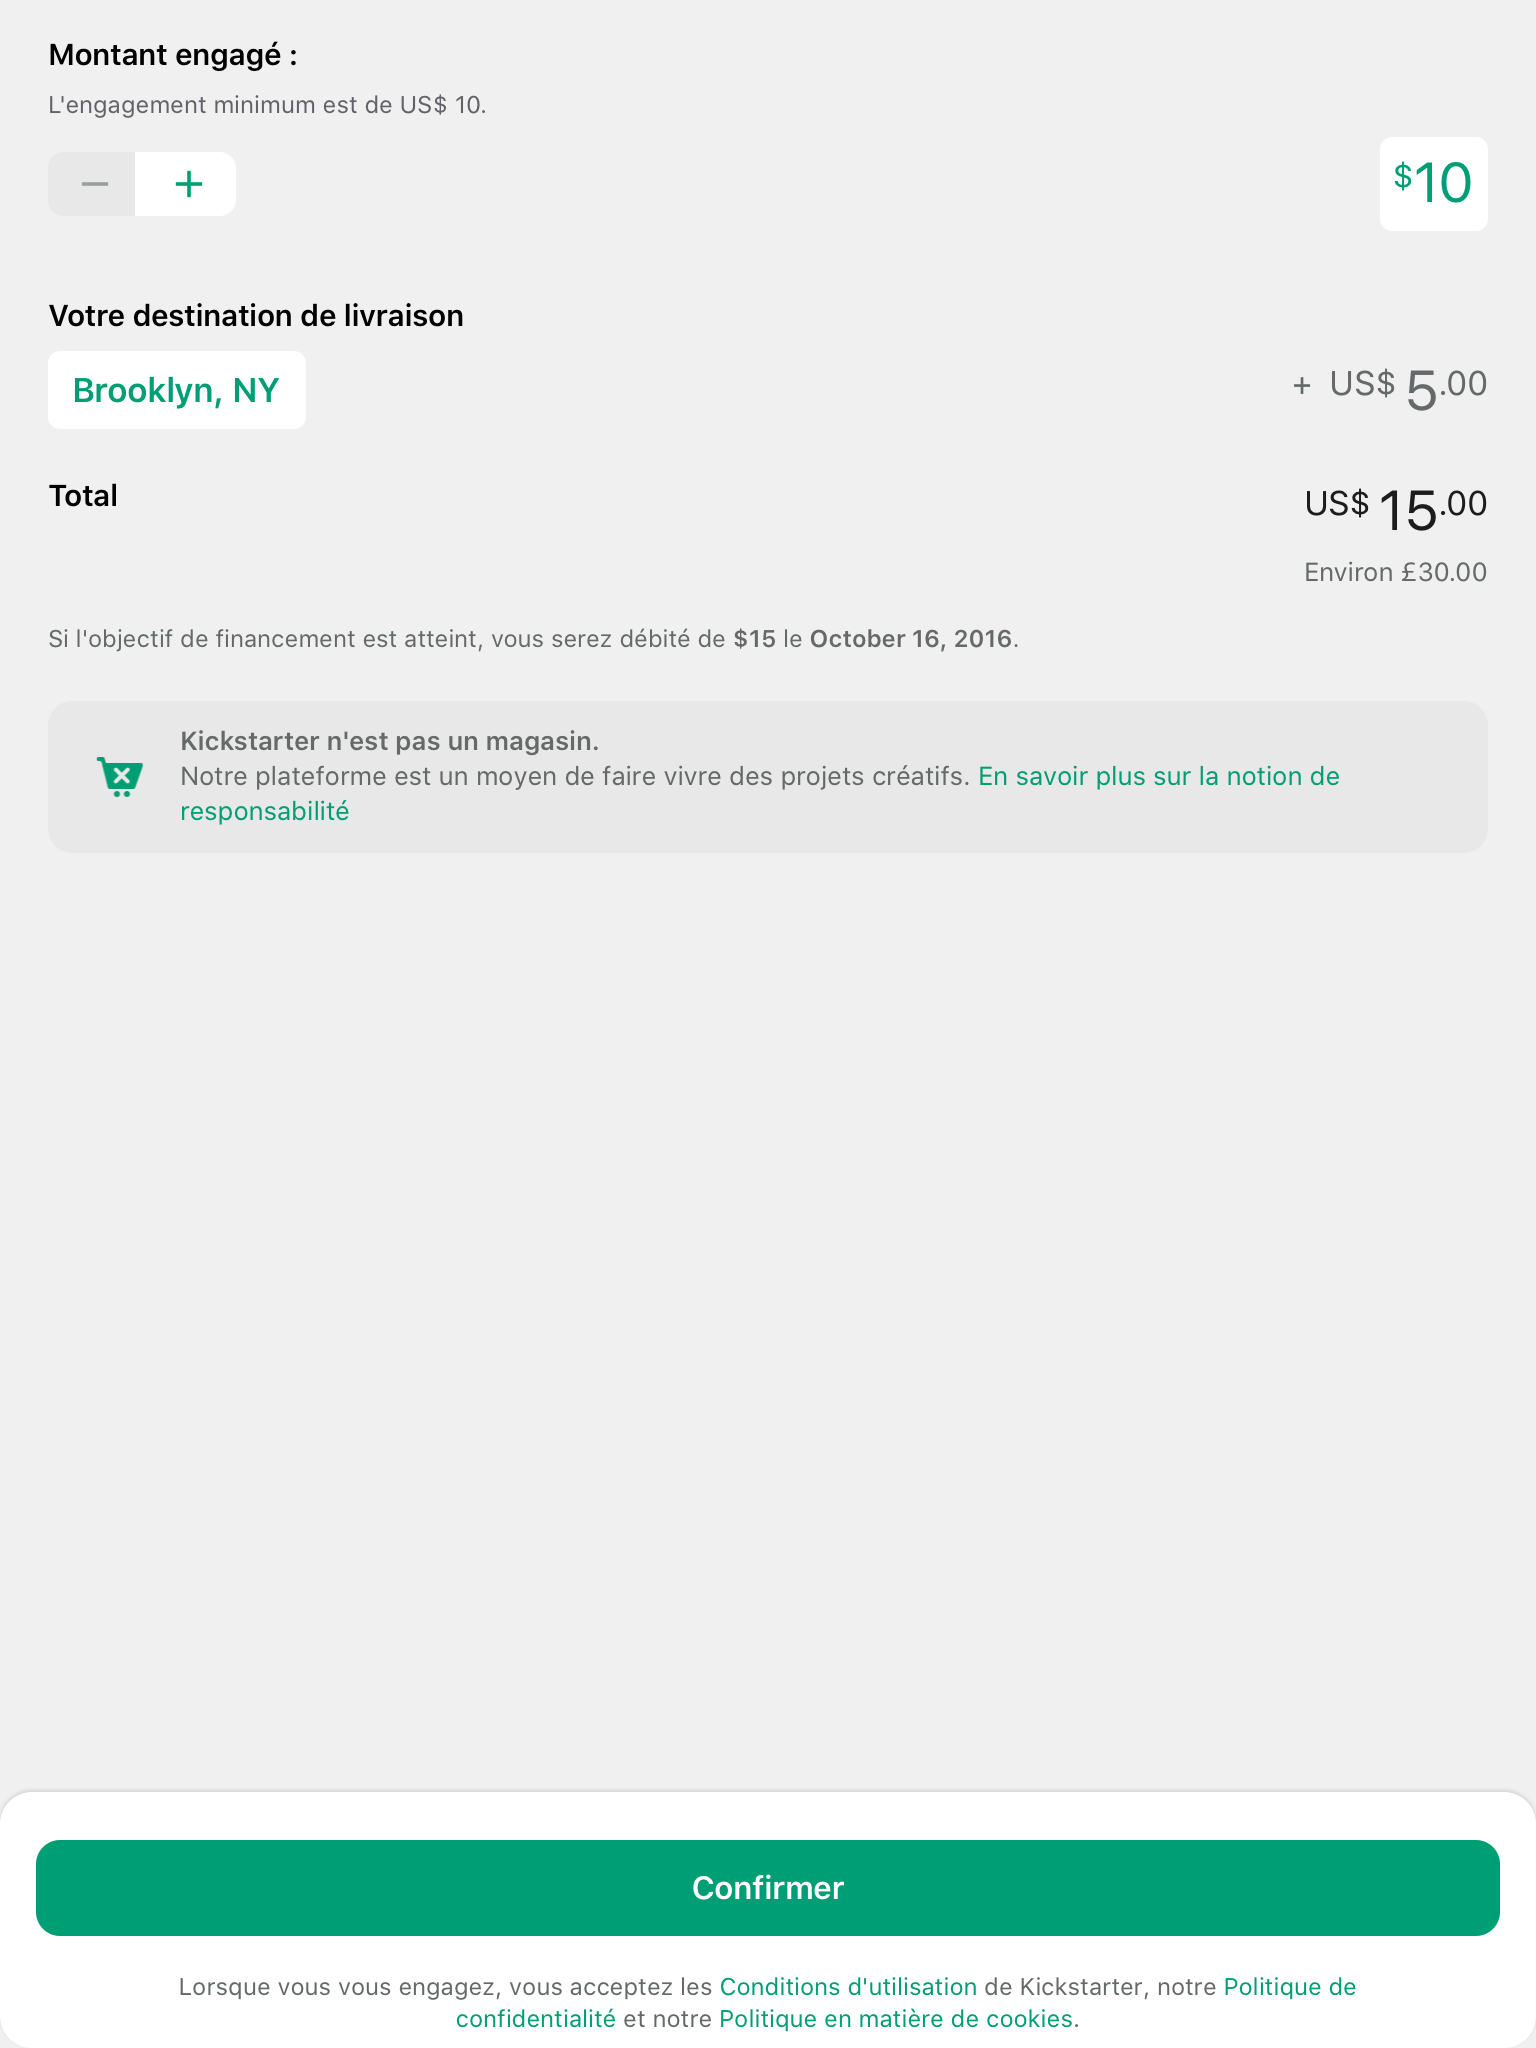 Montant engagé :
L'engagement minimum est de US$ 10.
− +
$10
Votre destination de livraison
Brooklyn, NY
+ US$ 5.00
Total
US$ 15.00
Environ £30.00
Si l'objectif de financement est atteint, vous serez débité de $15 le October 16, 2016.
Kickstarter n'est pas un magasin.
Notre plateforme est un moyen de faire vivre des projets créatifs. En savoir plus sur la notion de
responsabilité
Confirmer
Lorsque vous vous engagez, vous acceptez les Conditions d'utilisation de Kickstarter, notre Politique de
confidentialité et notre Politique en matière de cookies.